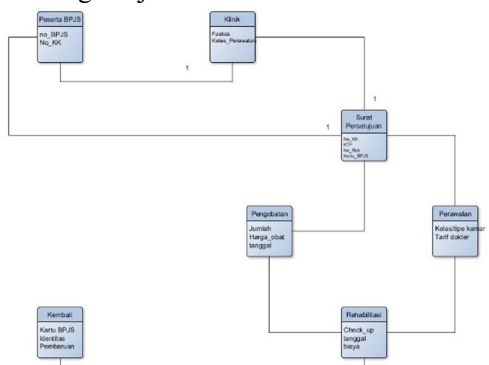 Peserta BPJS
no_BPJS
No_KK
Klinik
Faskes
Kelas_Perawatan
1
1
1
Surat
Persetujuan
No_KK
KTP
No_Rek
Kartu_BPJS
Pengobatan
Jumlah
Harga_obat
tanggal
Perawatan
Kelas/tipe kamar
Tarif dokter
Kembali
Kartu BPJS
Identitas
Pembaruan
Rehabilitasi
Check_up
tanggal
biaya